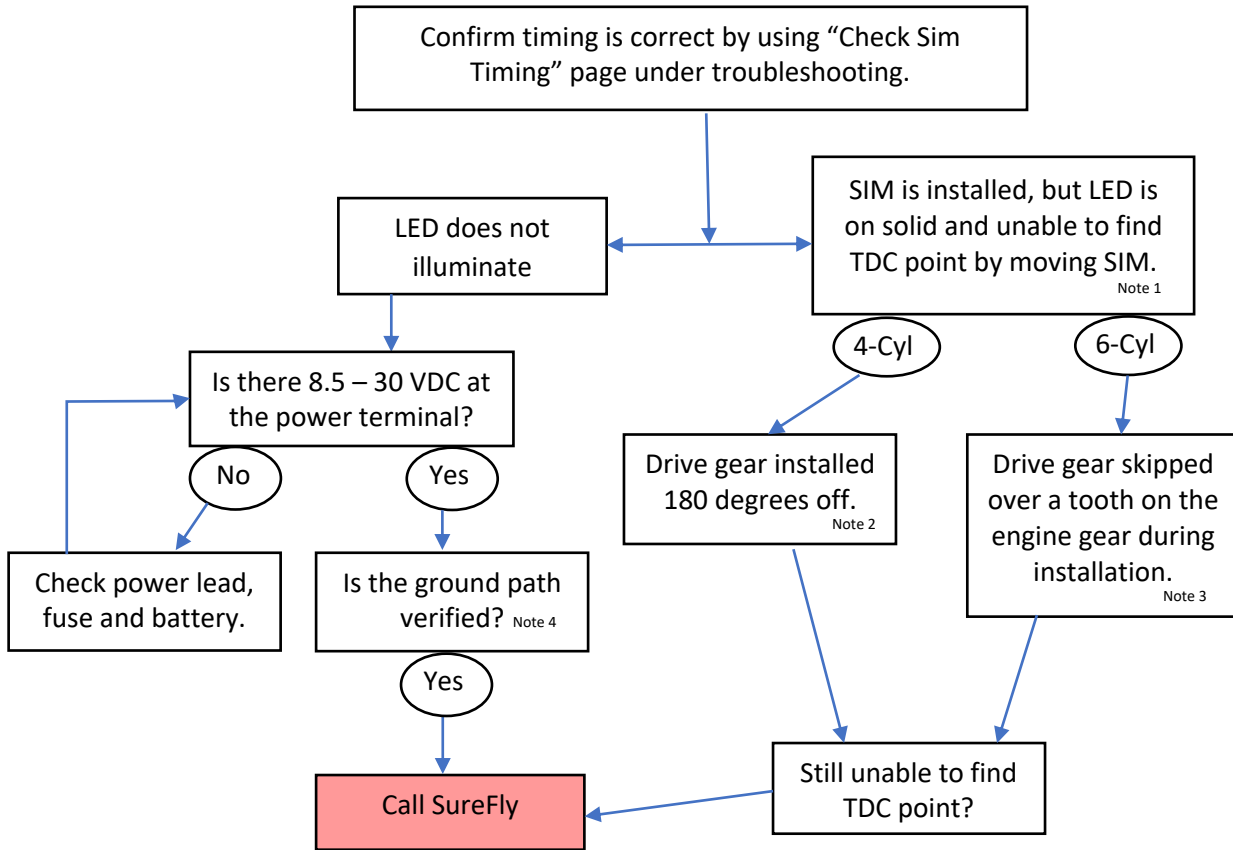 Confirm timing is correct by using “Check Sim
Timing” page under troubleshooting.
LED does not
illuminate
SIM is installed, but LED is
on solid and unable to find
TDC point by moving SIM.
Note 1
4-Cyl
6-Cyl
Is there 8.5 – 30 VDC at
the power terminal?
No
Yes
Drive gear installed
180 degrees off.
Note 2
Drive gear skipped
over a tooth on the
engine gear during
installation.
Note 3
Check power lead,
fuse and battery.
Is the ground path
verified? Note 4
Yes
Still unable to find
TDC point?
Call SureFly